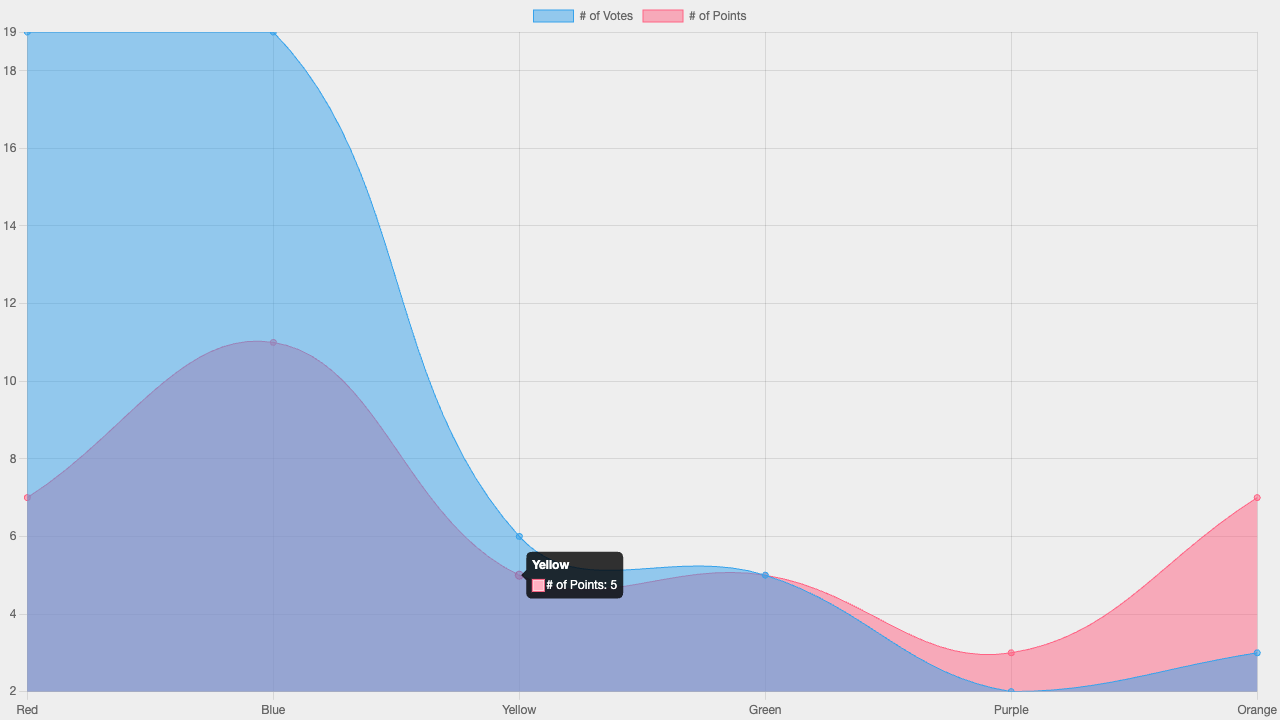 # of Votes # of Points
19
18
16
14
12
10
8
6
4
2
Yellow
# of Points: 5
Red Blue Yellow Green Purple Orange